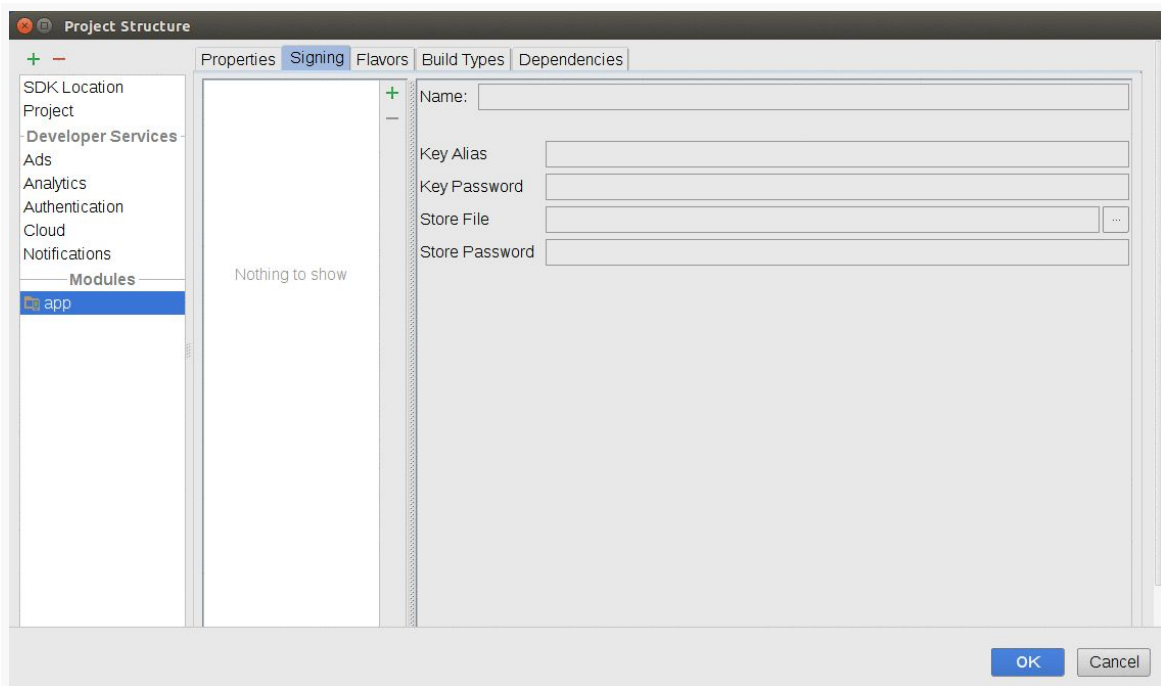 Project Structure
Properties Signing Flavors Build Types Dependencies
SDK Location
Project
Developer Services
Ads
Analytics
Authentication
Cloud
Notifications
Modules
app
Nothing to show
Name:
Key Alias
Key Password
Store File
...
Store Password
OK Cancel